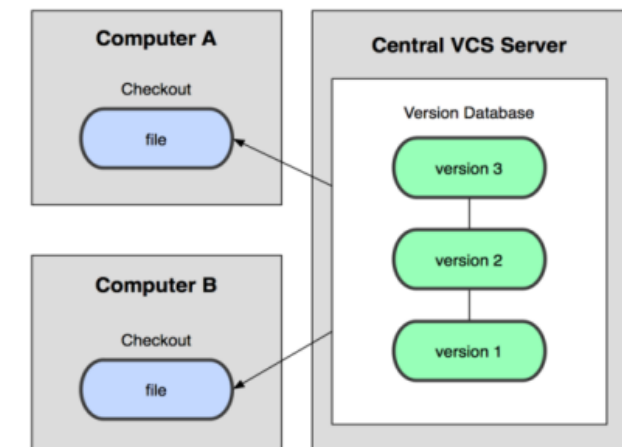 Computer A
Checkout
file
Central VCS Server
Version Database
version 3
version 2
version 1
Computer B
Checkout
file